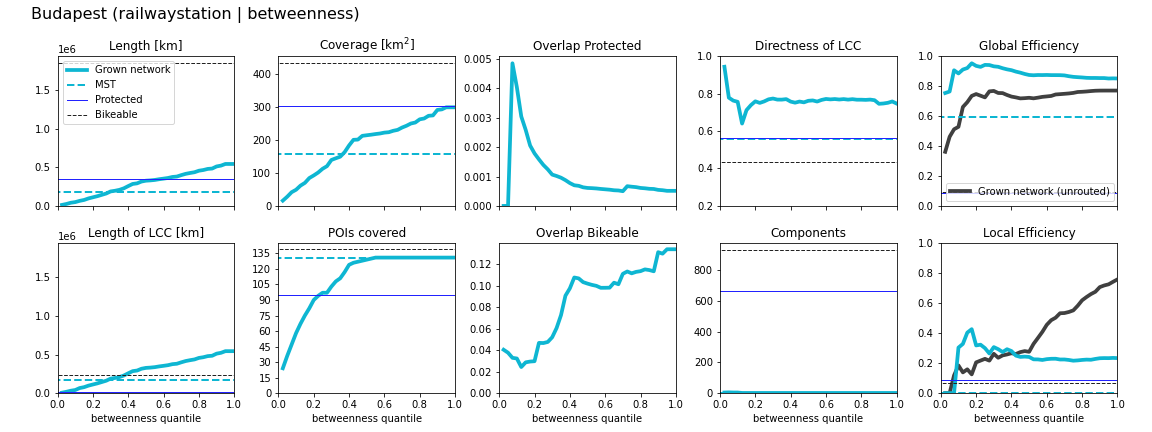 Budapest (railwaystation | betweenness)
Length [km]
1e6
1.5
1.0
0.5
0.0
Grown network
MST
Protected
Bikeable
Coverage [km²]
400
300
200
100
0
Overlap Protected
0.005
0.004
0.003
0.002
0.001
0.000
Directness of LCC
1.0
0.8
0.6
0.4
0.2
Global Efficiency
1.0
0.8
0.6
0.4
0.2
0.0
Grown network (unrouted)
Length of LCC [km]
1e6
1.5
1.0
0.5
0.0
0.0 0.2 0.4 0.6 0.8 1.0
betweenness quantile
POIs covered
135
120
105
90
75
60
45
30
15
0
0.0 0.2 0.4 0.6 0.8 1.0
betweenness quantile
Overlap Bikeable
0.12
0.10
0.08
0.06
0.04
0.02
0.00
0.0 0.2 0.4 0.6 0.8 1.0
betweenness quantile
Components
800
600
400
200
0
0.0 0.2 0.4 0.6 0.8 1.0
betweenness quantile
Local Efficiency
1.0
0.8
0.6
0.4
0.2
0.0
0.0 0.2 0.4 0.6 0.8 1.0
betweenness quantile